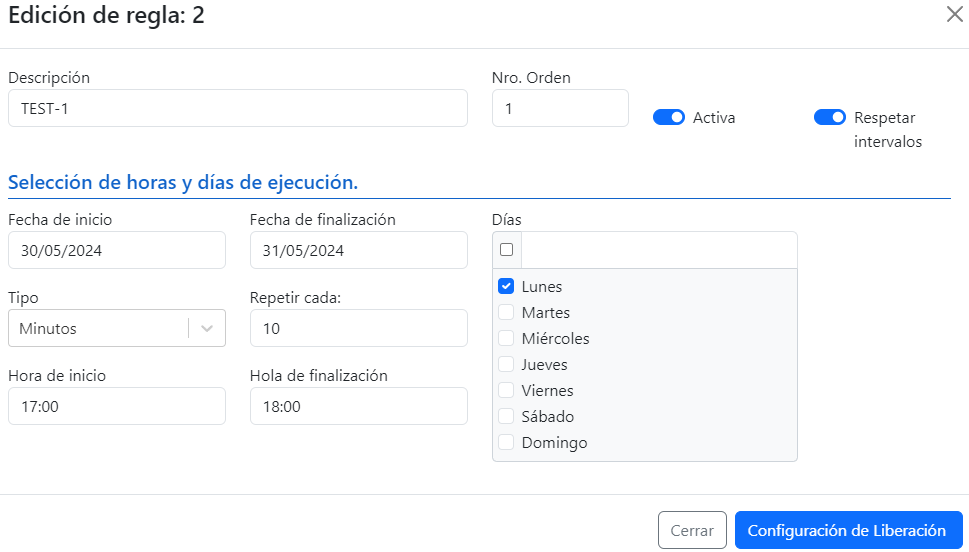 Edición de regla: 2
Descripción
Nro. Orden
TEST-1
1
Activa
Respetar
intervalos
Selección de horas y días de ejecución.
Fecha de inicio
Fecha de finalización
Días
30/05/2024
31/05/2024
Lunes
Martes
Miércoles
Jueves
Viernes
Sábado
Domingo
Tipo
Repetir cada:
Minutos
10
Hora de inicio
Hola de finalización
17:00
18:00
Cerrar
Configuración de Liberación